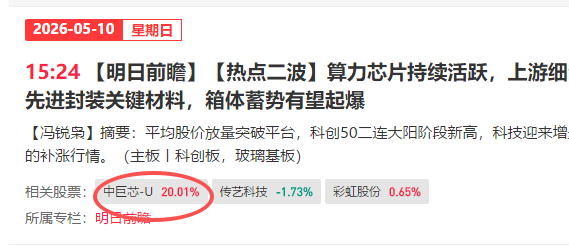 2026-05-10 星期日
15:24 【明日前瞻】【热点二波】算力芯片持续活跃，上游细
先进封装关键材料，箱体蓄势有望起爆
【冯锐枭】摘要：平均股价放量突破平台，科创50二连大阳阶段新高，科技迎来增
的补涨行情。（主板丨科创板，玻璃基板）
相关股票： 中巨芯-U 20.01% 传艺科技 -1.73% 彩虹股份 0.65%
所属专栏：明日前瞻